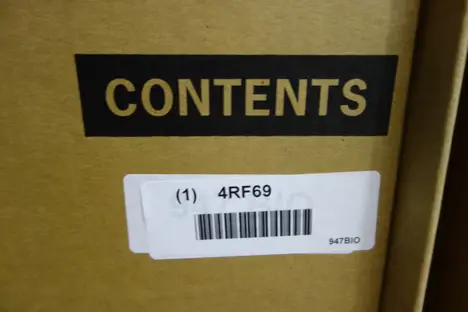 CONTENTS
(1) 4RF69
947BIO